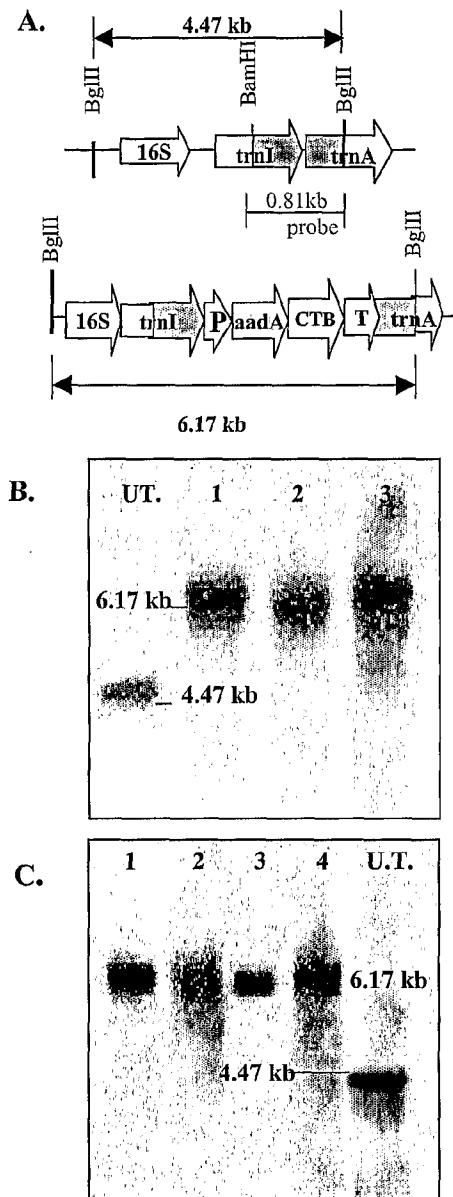 A.
4.47 kb
BglII
BamHI
BglII
16S
trnI
trnA
0.81kb
probe
BglII
BglII
16S
trnI
P
aadA
CTB
T
trnA
6.17 kb
B.
UT.
1
2
3
6.17 kb
4.47 kb
C.
1
2
3
4
U.T.
6.17 kb
4.47 kb